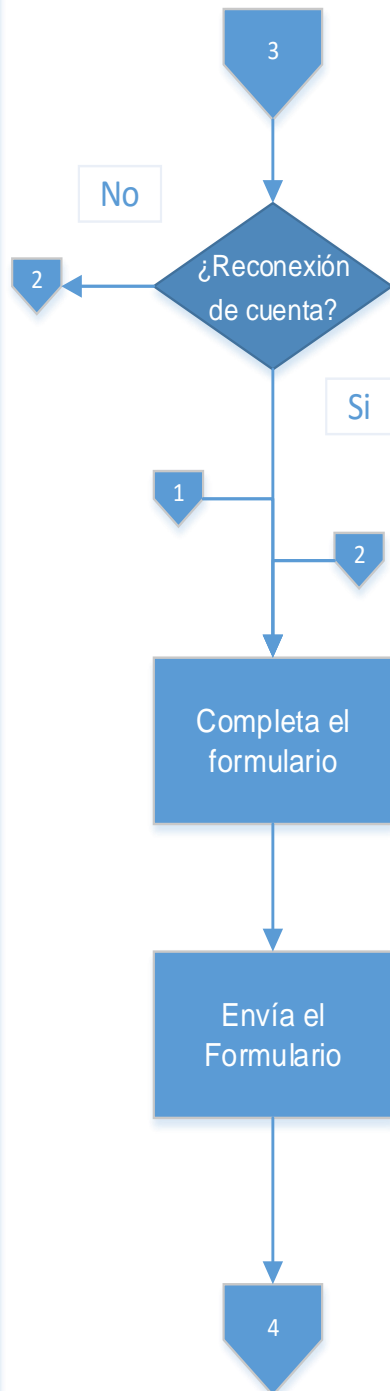 3
No
2
¿Reconexión
de cuenta?
Si
1
2
Completa el
formulario
Envía el
Formulario
4